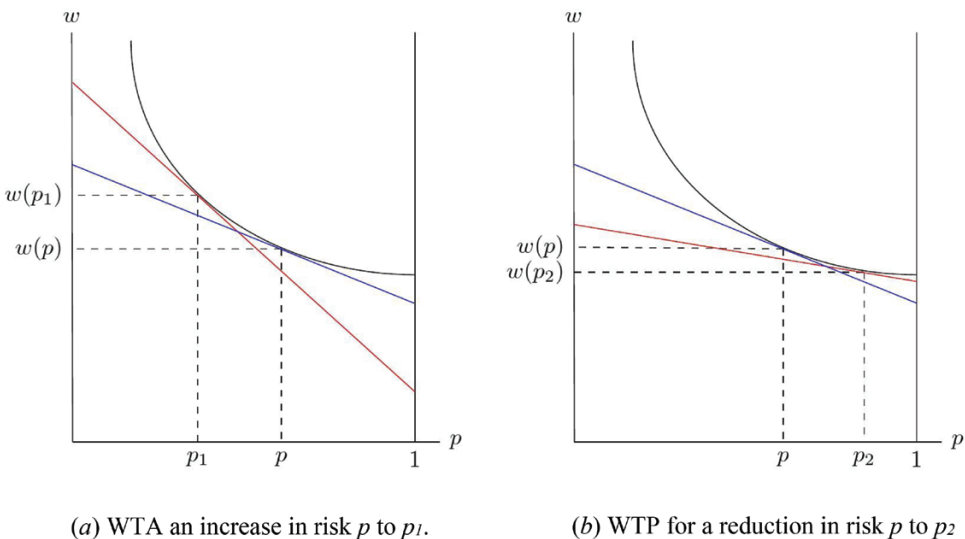 w
w(p₁)
w(p)
p₁ p 1 p
(a) WTA an increase in risk p to p₁.
w
w(p)
w(p₂)
p p₂ 1 p
(b) WTP for a reduction in risk p to p₂